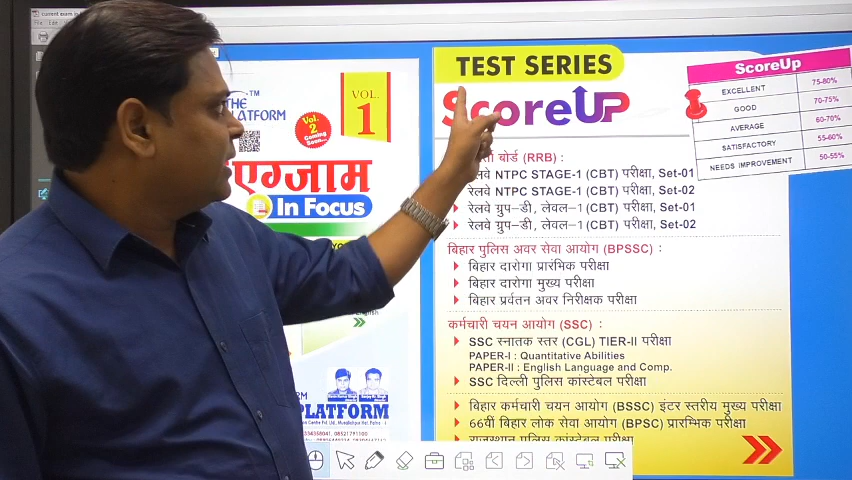 THE
PLATFORM
VOL.
1
Vol.
2
Coming
Soon...
एग्जाम
In Focus
PLATFORM
TEST SERIES
ScoreUP
ScoreUp
EXCELLENT 75-80%
GOOD 70-75%
AVERAGE 60-70%
SATISFACTORY 55-60%
NEEDS IMPROVEMENT 50-55%
बोर्ड (RRB) :
NTPC STAGE-1 (CBT) परीक्षा, Set-01
रेलवे NTPC STAGE-1 (CBT) परीक्षा, Set-02
रेलवे ग्रुप-डी, लेवल-1 (CBT) परीक्षा, Set-01
रेलवे ग्रुप-डी, लेवल-1 (CBT) परीक्षा, Set-02
बिहार पुलिस अवर सेवा आयोग (BPSSC) :
बिहार दारोगा प्रारंभिक परीक्षा
बिहार दारोगा मुख्य परीक्षा
बिहार प्रर्वतन अवर निरीक्षक परीक्षा
कर्मचारी चयन आयोग (SSC) :
SSC स्नातक स्तर (CGL) TIER-II परीक्षा
PAPER-I : Quantitative Abilities
PAPER-II : English Language and Comp.
SSC दिल्ली पुलिस कांस्टेबल परीक्षा
बिहार कर्मचारी चयन आयोग (BSSC) इंटर स्तरीय मुख्य परीक्षा
66वीं बिहार लोक सेवा आयोग (BPSC) प्रारम्भिक परीक्षा
राजस्थान पुलिस कांस्टेबल परीक्षा